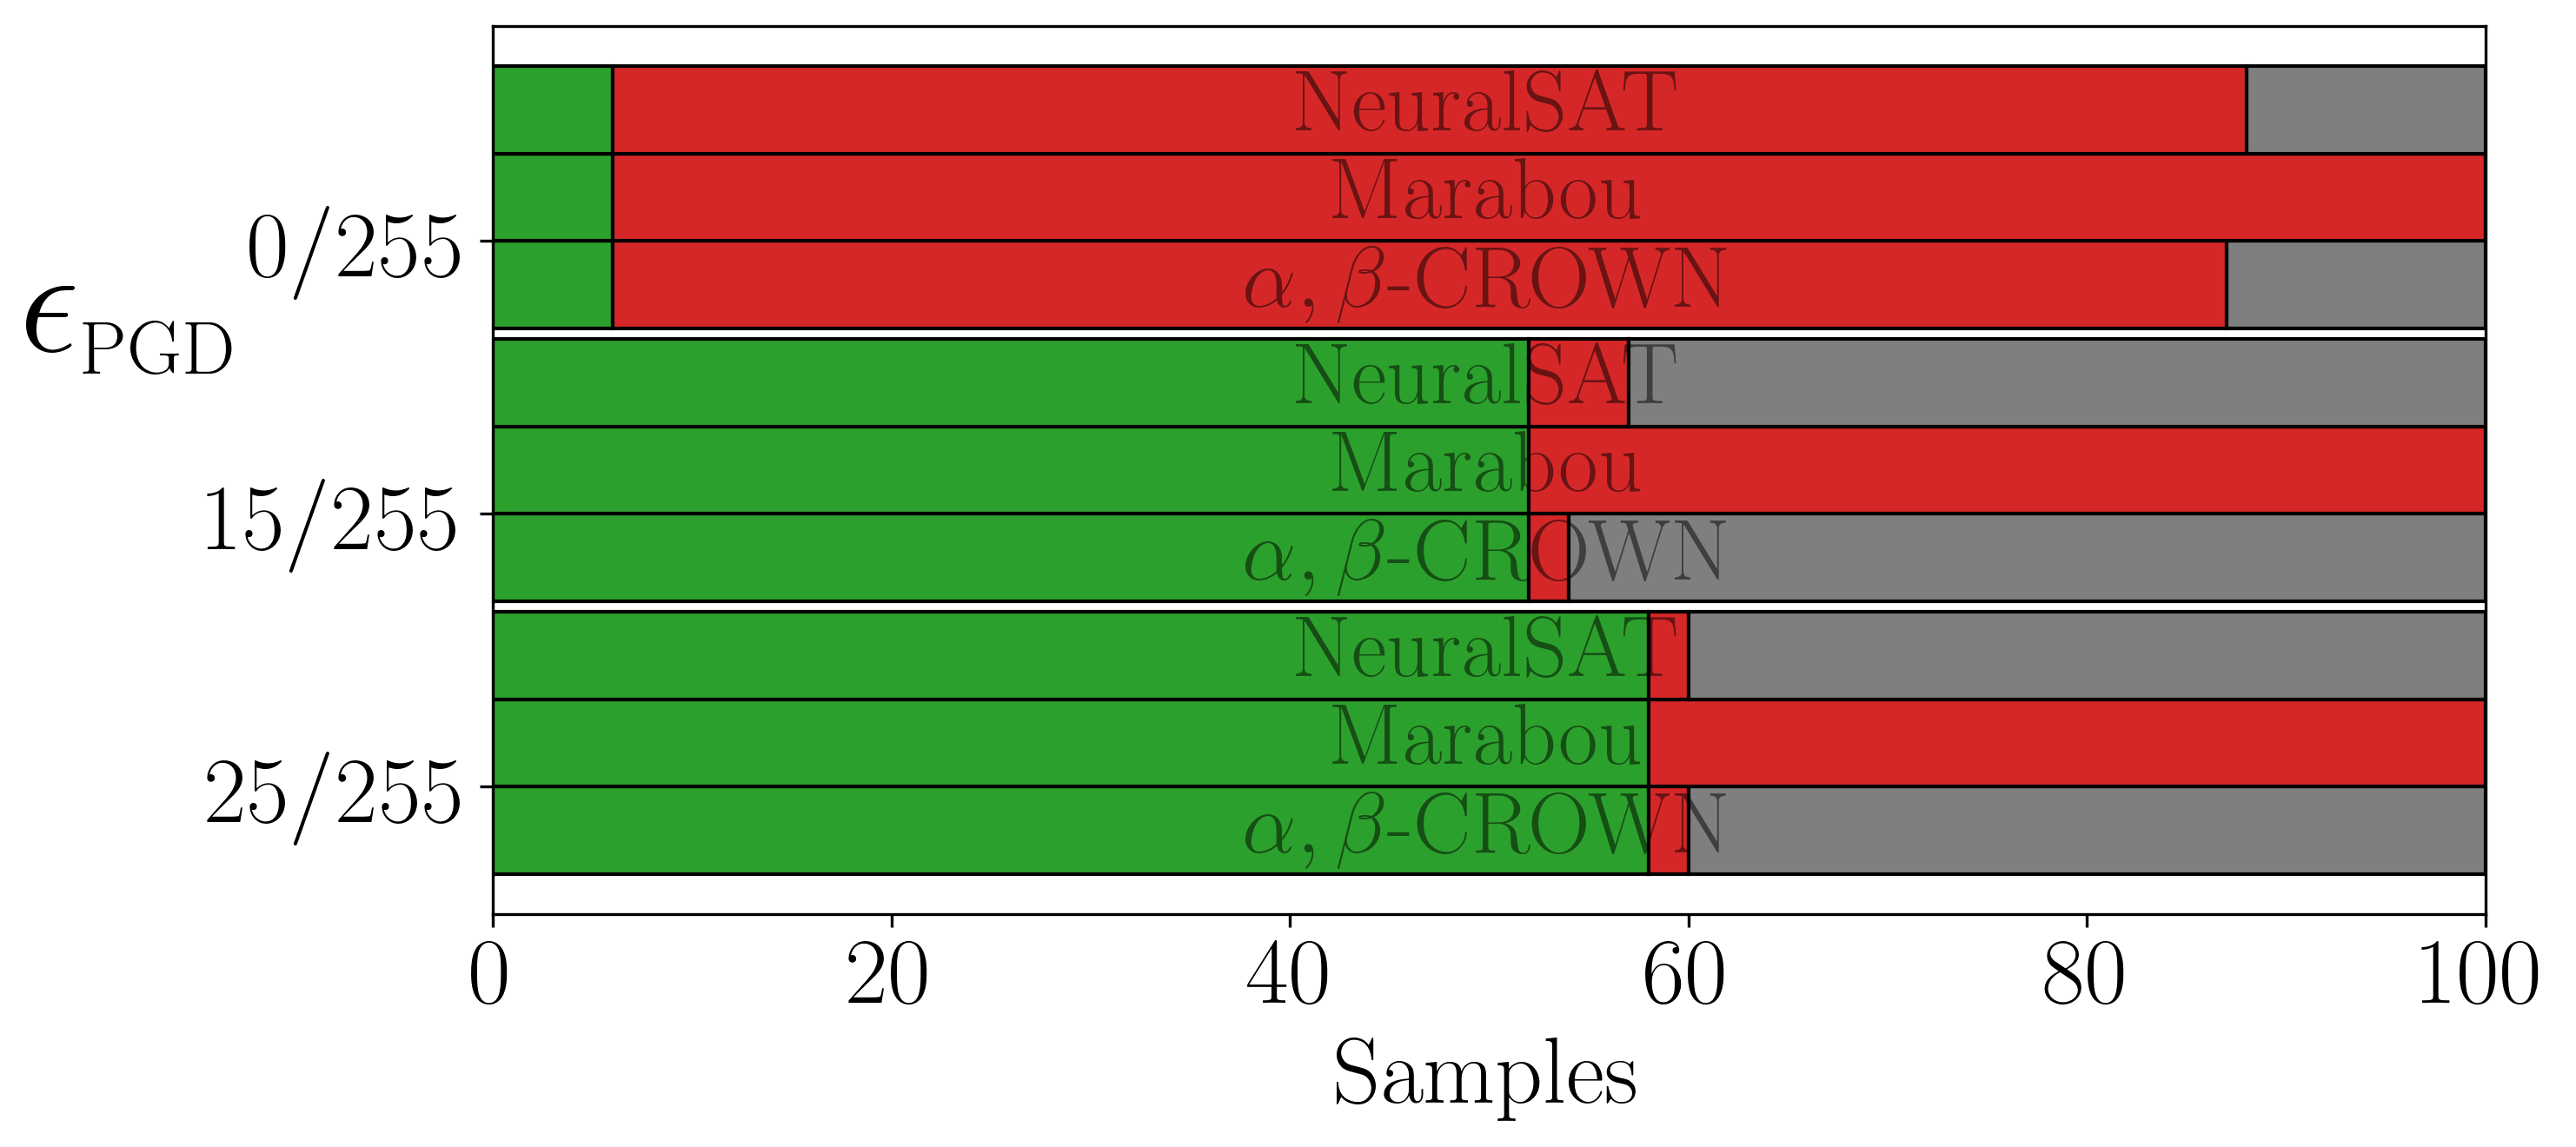 ϵPGD
0/255
NeuralSAT
Marabou
α, β-CROWN
15/255
NeuralSAT
Marabou
α, β-CROWN
25/255
NeuralSAT
Marabou
α, β-CROWN
0 20 40 60 80 100
Samples